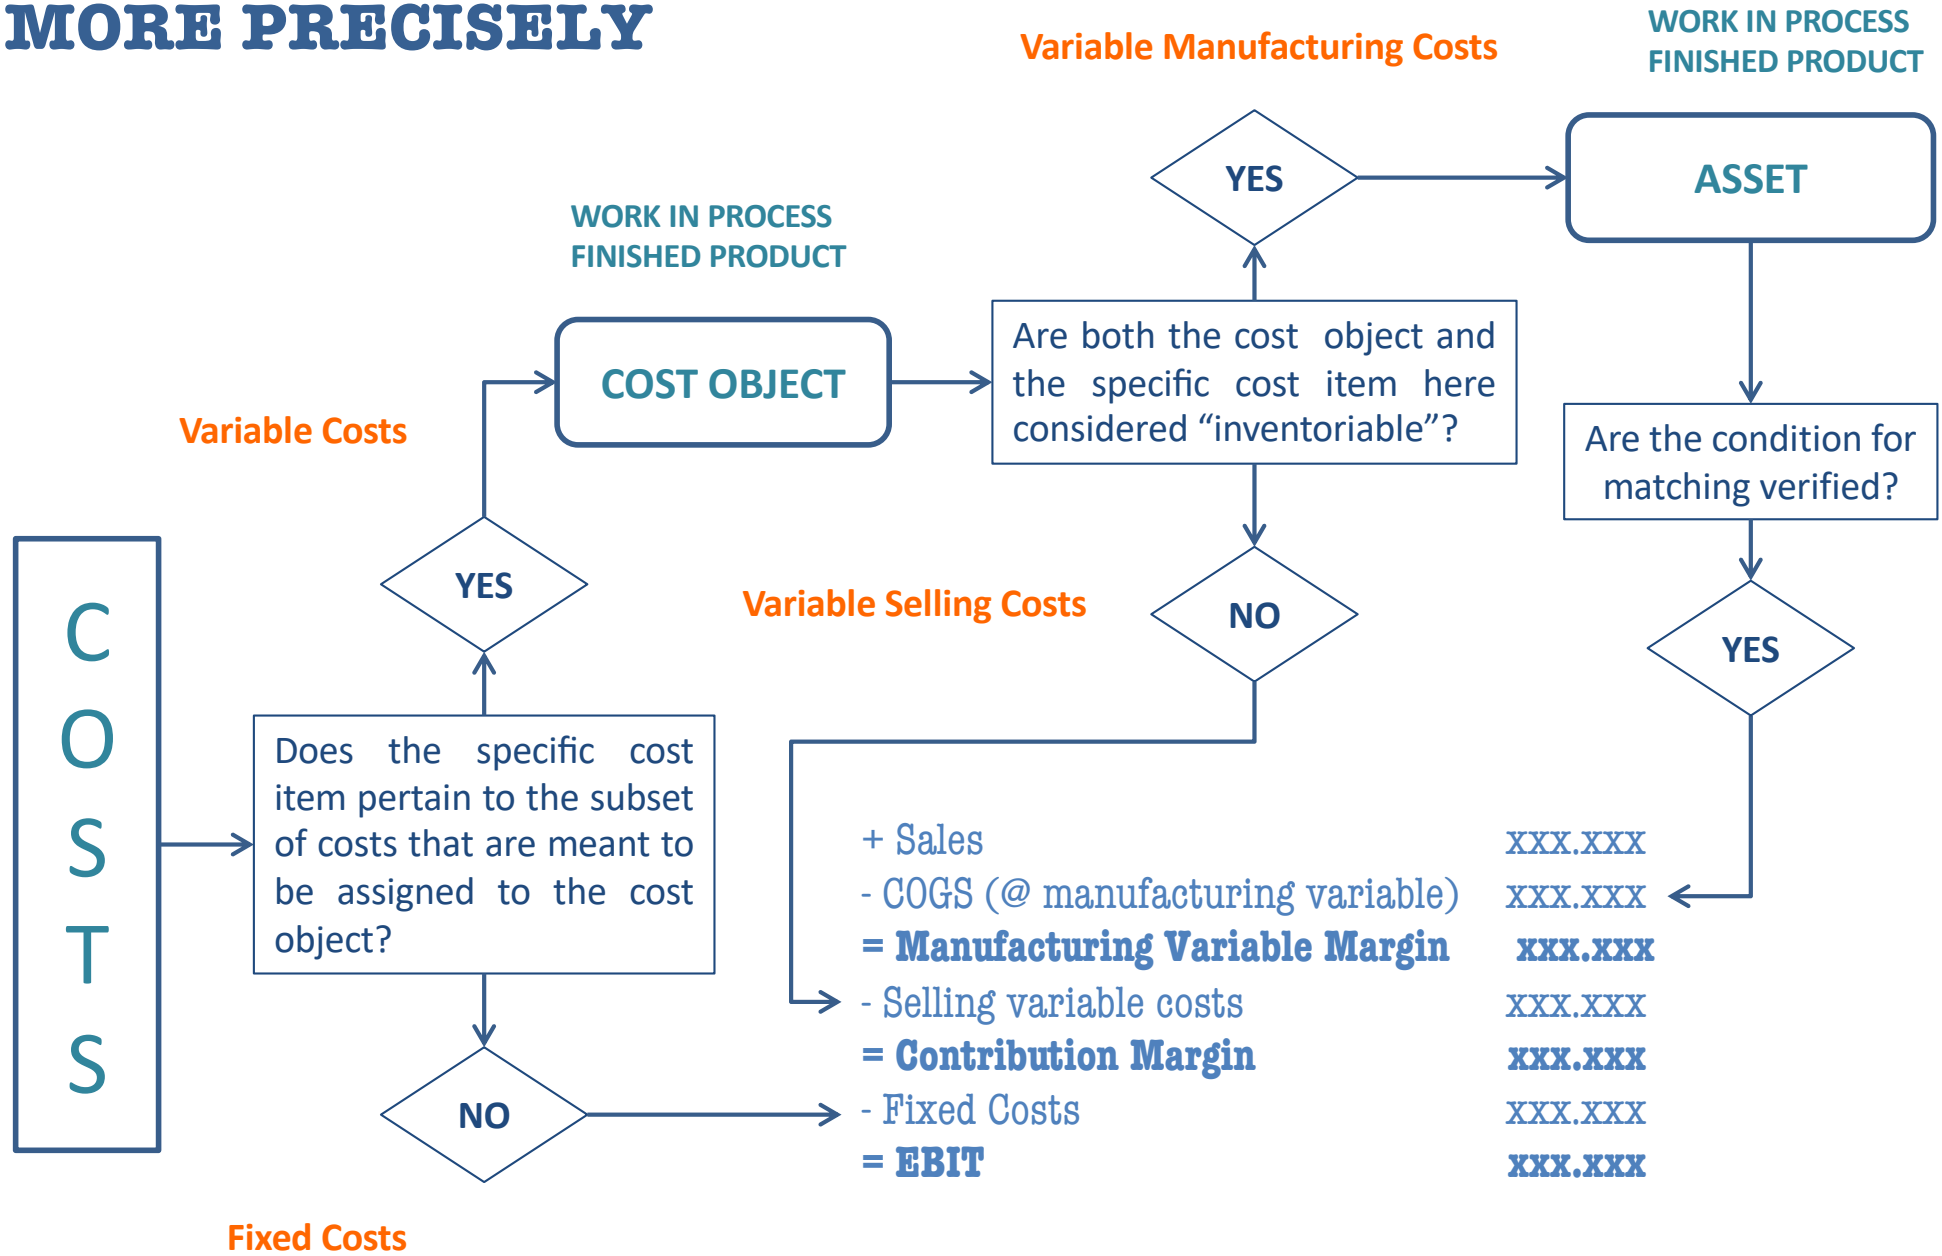 MORE PRECISELY
Variable Manufacturing Costs
WORK IN PROCESS
FINISHED PRODUCT
YES
ASSET
WORK IN PROCESS
FINISHED PRODUCT
COST OBJECT
Are both the cost object and
the specific cost item here
considered “inventoriable”?
Variable Costs
Are the condition for
matching verified?
YES
Variable Selling Costs
NO
YES
C
O
S
T
S
Does the specific cost
item pertain to the subset
of costs that are meant to
be assigned to the cost
object?
+ Sales xxx.xxx
- COGS (@ manufacturing variable) xxx.xxx
= Manufacturing Variable Margin xxx.xxx
- Selling variable costs xxx.xxx
= Contribution Margin xxx.xxx
- Fixed Costs xxx.xxx
= EBIT xxx.xxx
NO
Fixed Costs